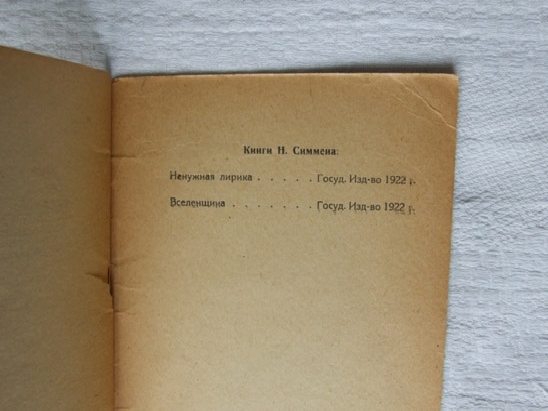 Книги Н. Симмена:
Ненужная лирика . . . . . Госуд. Изд-во 1922 г.
Вселенщина . . . . . . . Госуд. Изд-во 1922 г.